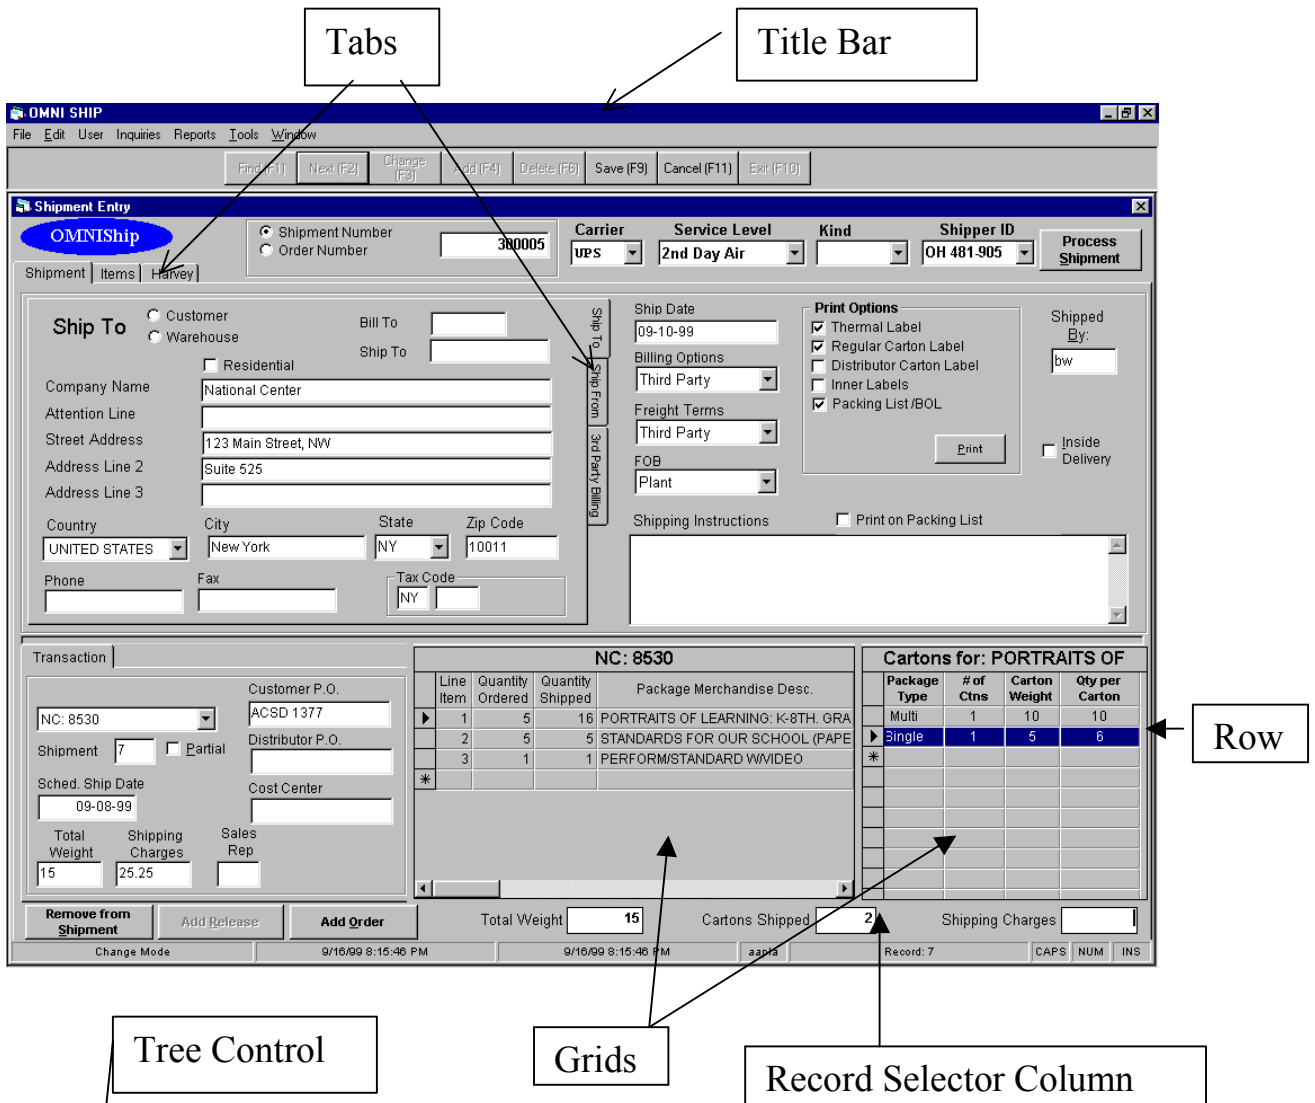 Tabs
Title Bar
OMNI SHIP
File Edit User Inquiries Reports Tools Window
Find (F1) Next (F2) Change (F3) Add (F4) Delete (F6) Save (F9) Cancel (F11) Exit (F10)
Shipment Entry
OMNIShip
Shipment Number
Order Number
300005
Carrier Service Level Kind Shipper ID
UPS 2nd Day Air OH 481-905
Process
Shipment
Shipment Items Harvey
Ship To
Customer
Warehouse
Bill To
Ship To
Residential
Company Name National Center
Attention Line
Street Address 123 Main Street, NW
Address Line 2 Suite 525
Address Line 3
Country City State Zip Code
UNITED STATES New York NY 10011
Phone Fax Tax Code
NY
Ship To
Ship From
3rd Party Billing
Ship Date
09-10-99
Billing Options
Third Party
Freight Terms
Third Party
FOB
Plant
Print Options
Thermal Label
Regular Carton Label
Distributor Carton Label
Inner Labels
Packing List /BOL
Print
Shipped
By:
bw
Inside
Delivery
Shipping Instructions Print on Packing List
Transaction
Customer P.O.
NC: 8530 ACSD 1377
Shipment 7 Partial Distributor P.O.
Sched. Ship Date Cost Center
09-08-99
Total Weight Shipping Charges Sales Rep
15 25.25
NC: 8530
Line Item Quantity Ordered Quantity Shipped Package Merchandise Desc.
1 5 16 PORTRAITS OF LEARNING: K-8TH. GRA
2 5 5 STANDARDS FOR OUR SCHOOL (PAPE
3 1 1 PERFORM/STANDARD W/VIDEO
*
Cartons for: PORTRAITS OF
Package Type # of Ctns Carton Weight Qty per Carton
Multi 1 10 10
Single 1 5 6
*
Row
Remove from Shipment Add Release Add Order
Total Weight 15 Cartons Shipped 2 Shipping Charges
Change Mode 9/16/99 8:15:46 PM 9/16/99 8:15:46 PM aapla Record: 7 CAPS NUM INS
Tree Control
Grids
Record Selector Column